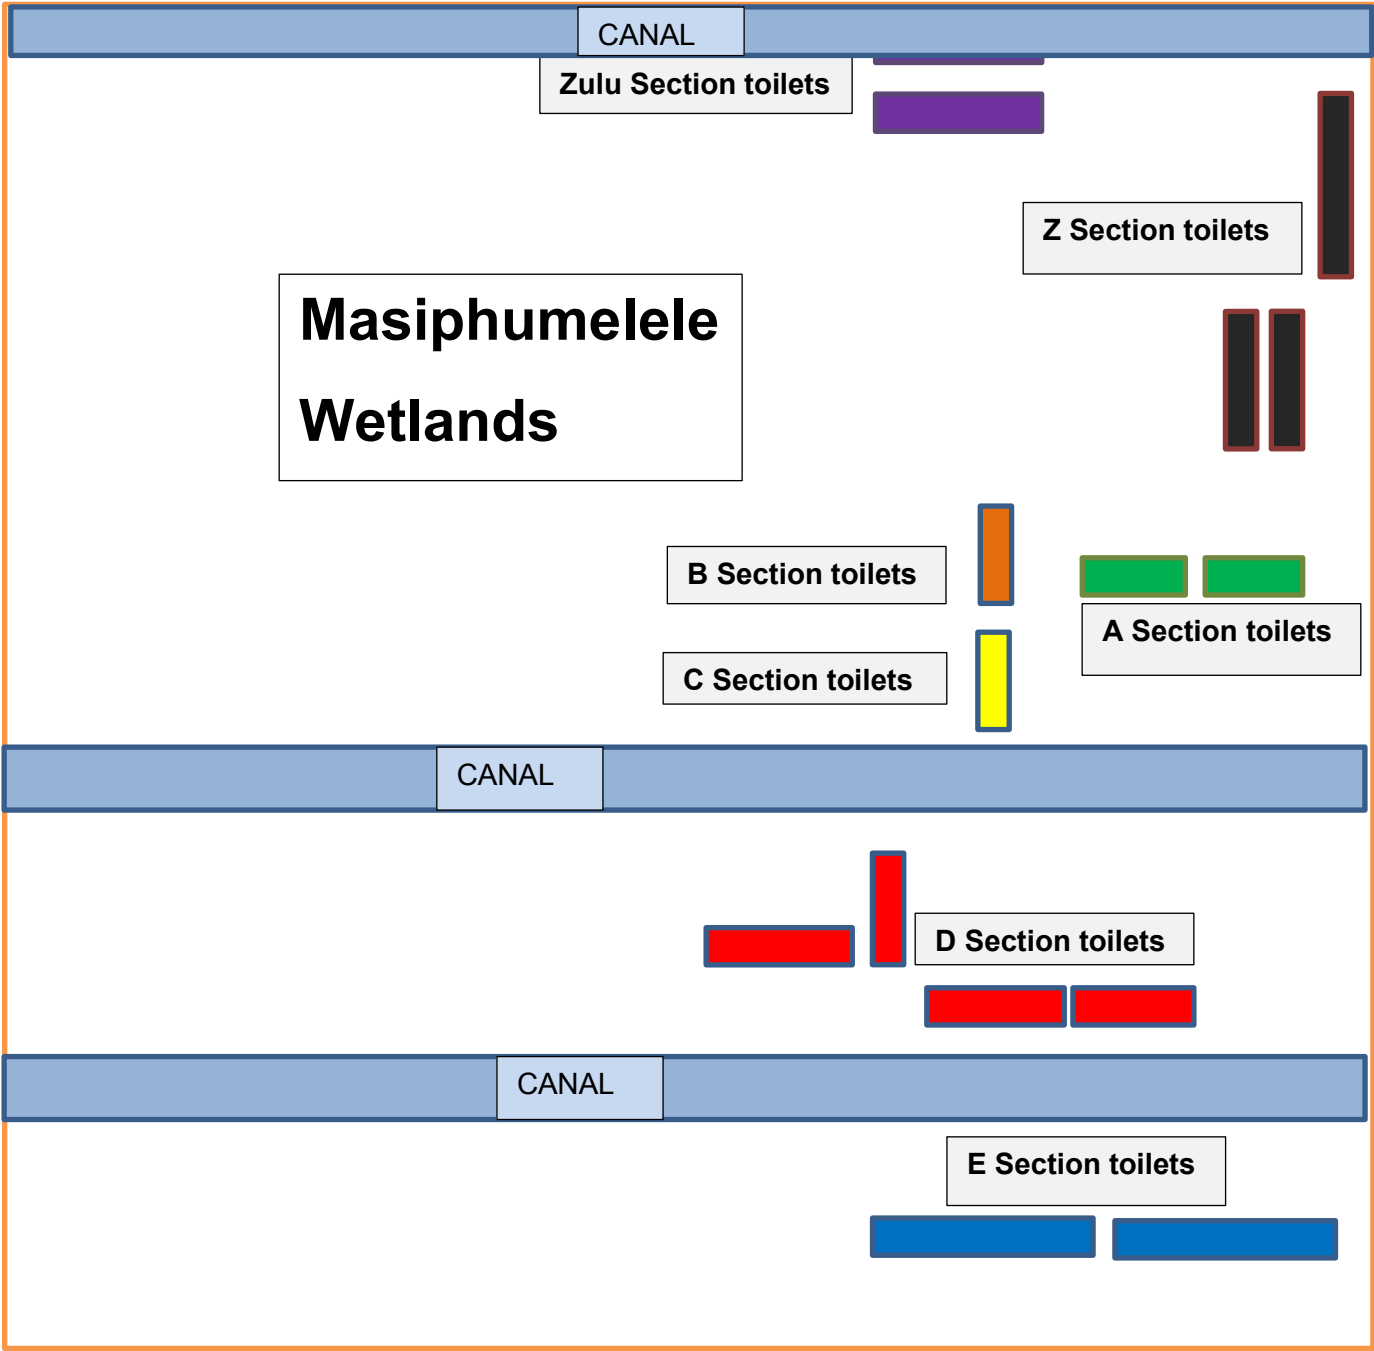 CANAL
Zulu Section toilets
Z Section toilets
Masiphumelele
Wetlands
B Section toilets
A Section toilets
C Section toilets
CANAL
D Section toilets
CANAL
E Section toilets